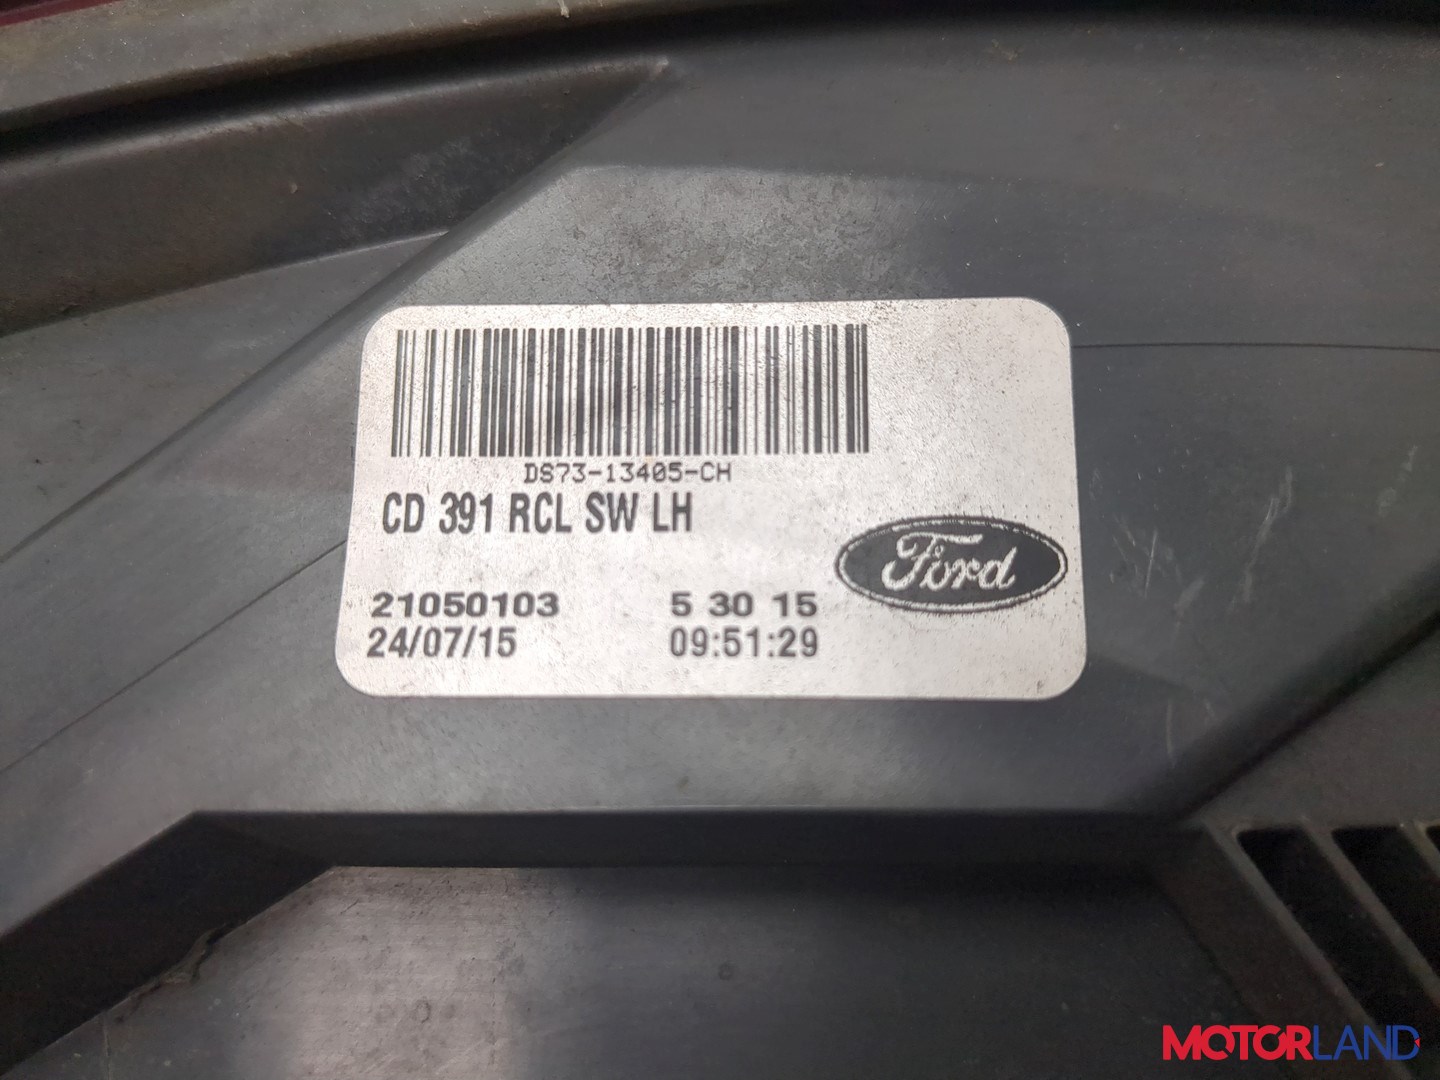 DS73-13405-CH
CD 391 RCL SW LH
Ford
21050103 5 30 15
24/07/15 09:51:29
MOTORLAND